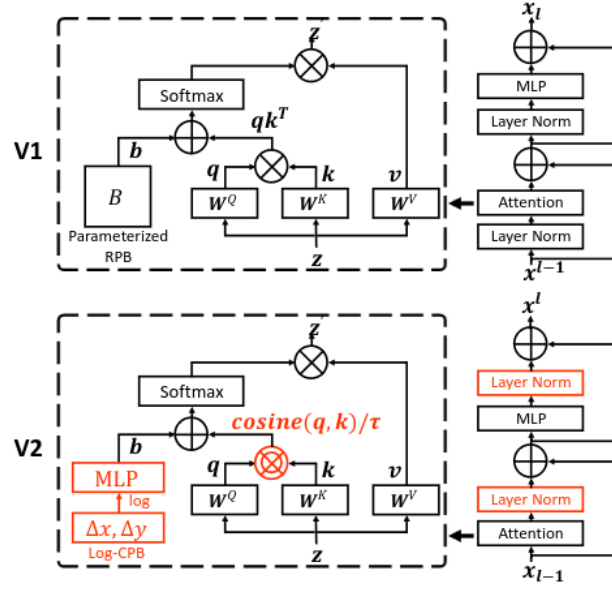 V1
z
Softmax
qk^T
b
q
k
v
B
W^Q
W^K
W^V
Parameterized
RPB
z
x_l
MLP
Layer Norm
Attention
Layer Norm
x^{l-1}
V2
z
Softmax
cosine(q, k)/τ
b
q
k
v
MLP
log
Δx, Δy
Log-CPB
W^Q
W^K
W^V
z
x^l
Layer Norm
MLP
Layer Norm
Attention
x_{l-1}